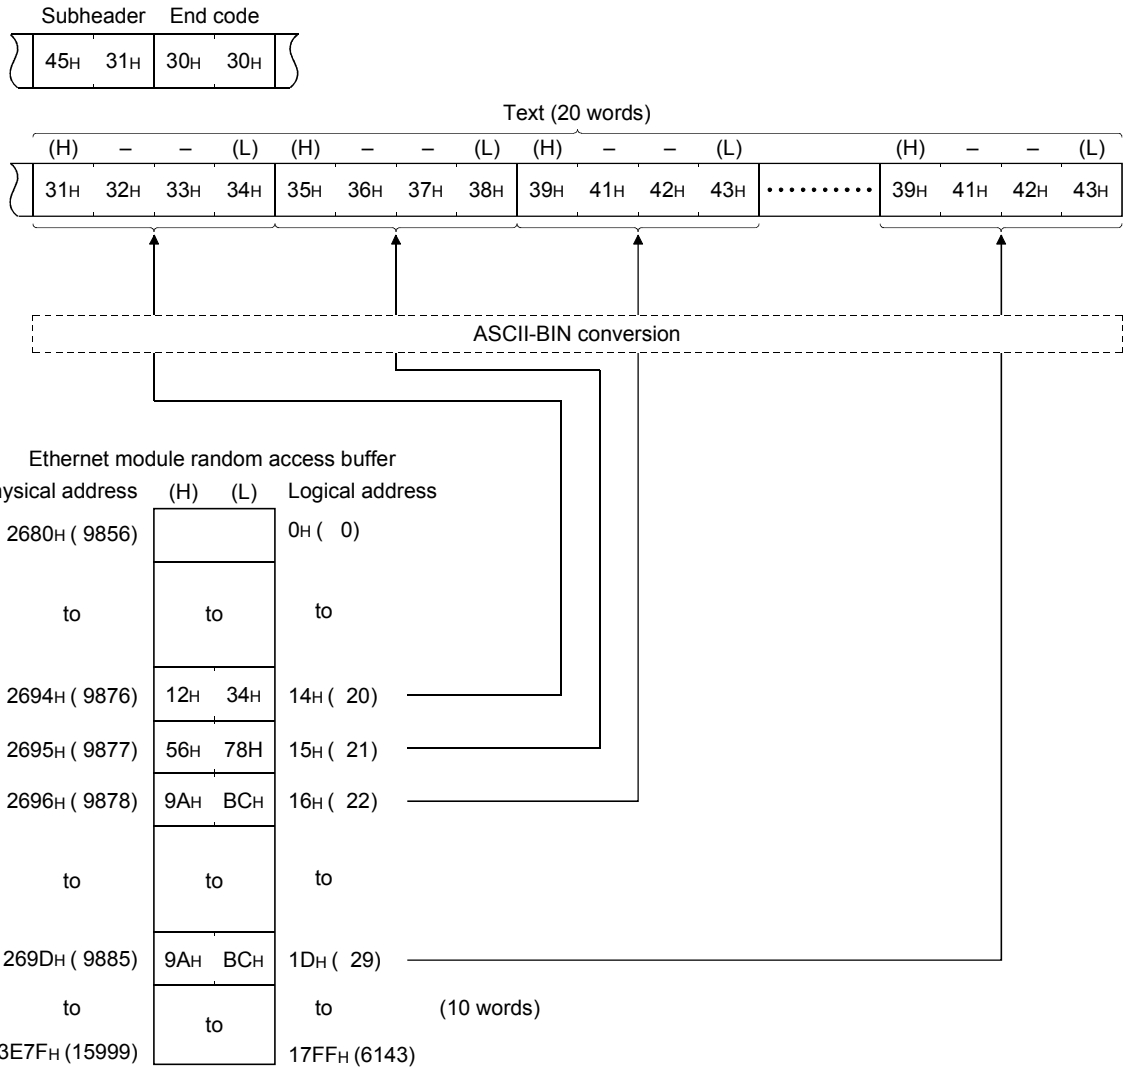 Subheader End code
45H 31H 30H 30H
Text (20 words)
(H) – – (L) (H) – – (L) (H) – – (L) (H) – – (L)
31H 32H 33H 34H 35H 36H 37H 38H 39H 41H 42H 43H 39H 41H 42H 43H
ASCII-BIN conversion
Ethernet module random access buffer
ysical address (H) (L) Logical address
2680H ( 9856) 0H ( 0)
to to to
2694H ( 9876) 12H 34H 14H ( 20)
2695H ( 9877) 56H 78H 15H ( 21)
2696H ( 9878) 9AH BCH 16H ( 22)
to to to
269DH ( 9885) 9AH BCH 1DH ( 29)
to to to (10 words)
3E7FH (15999) 17FFH (6143)